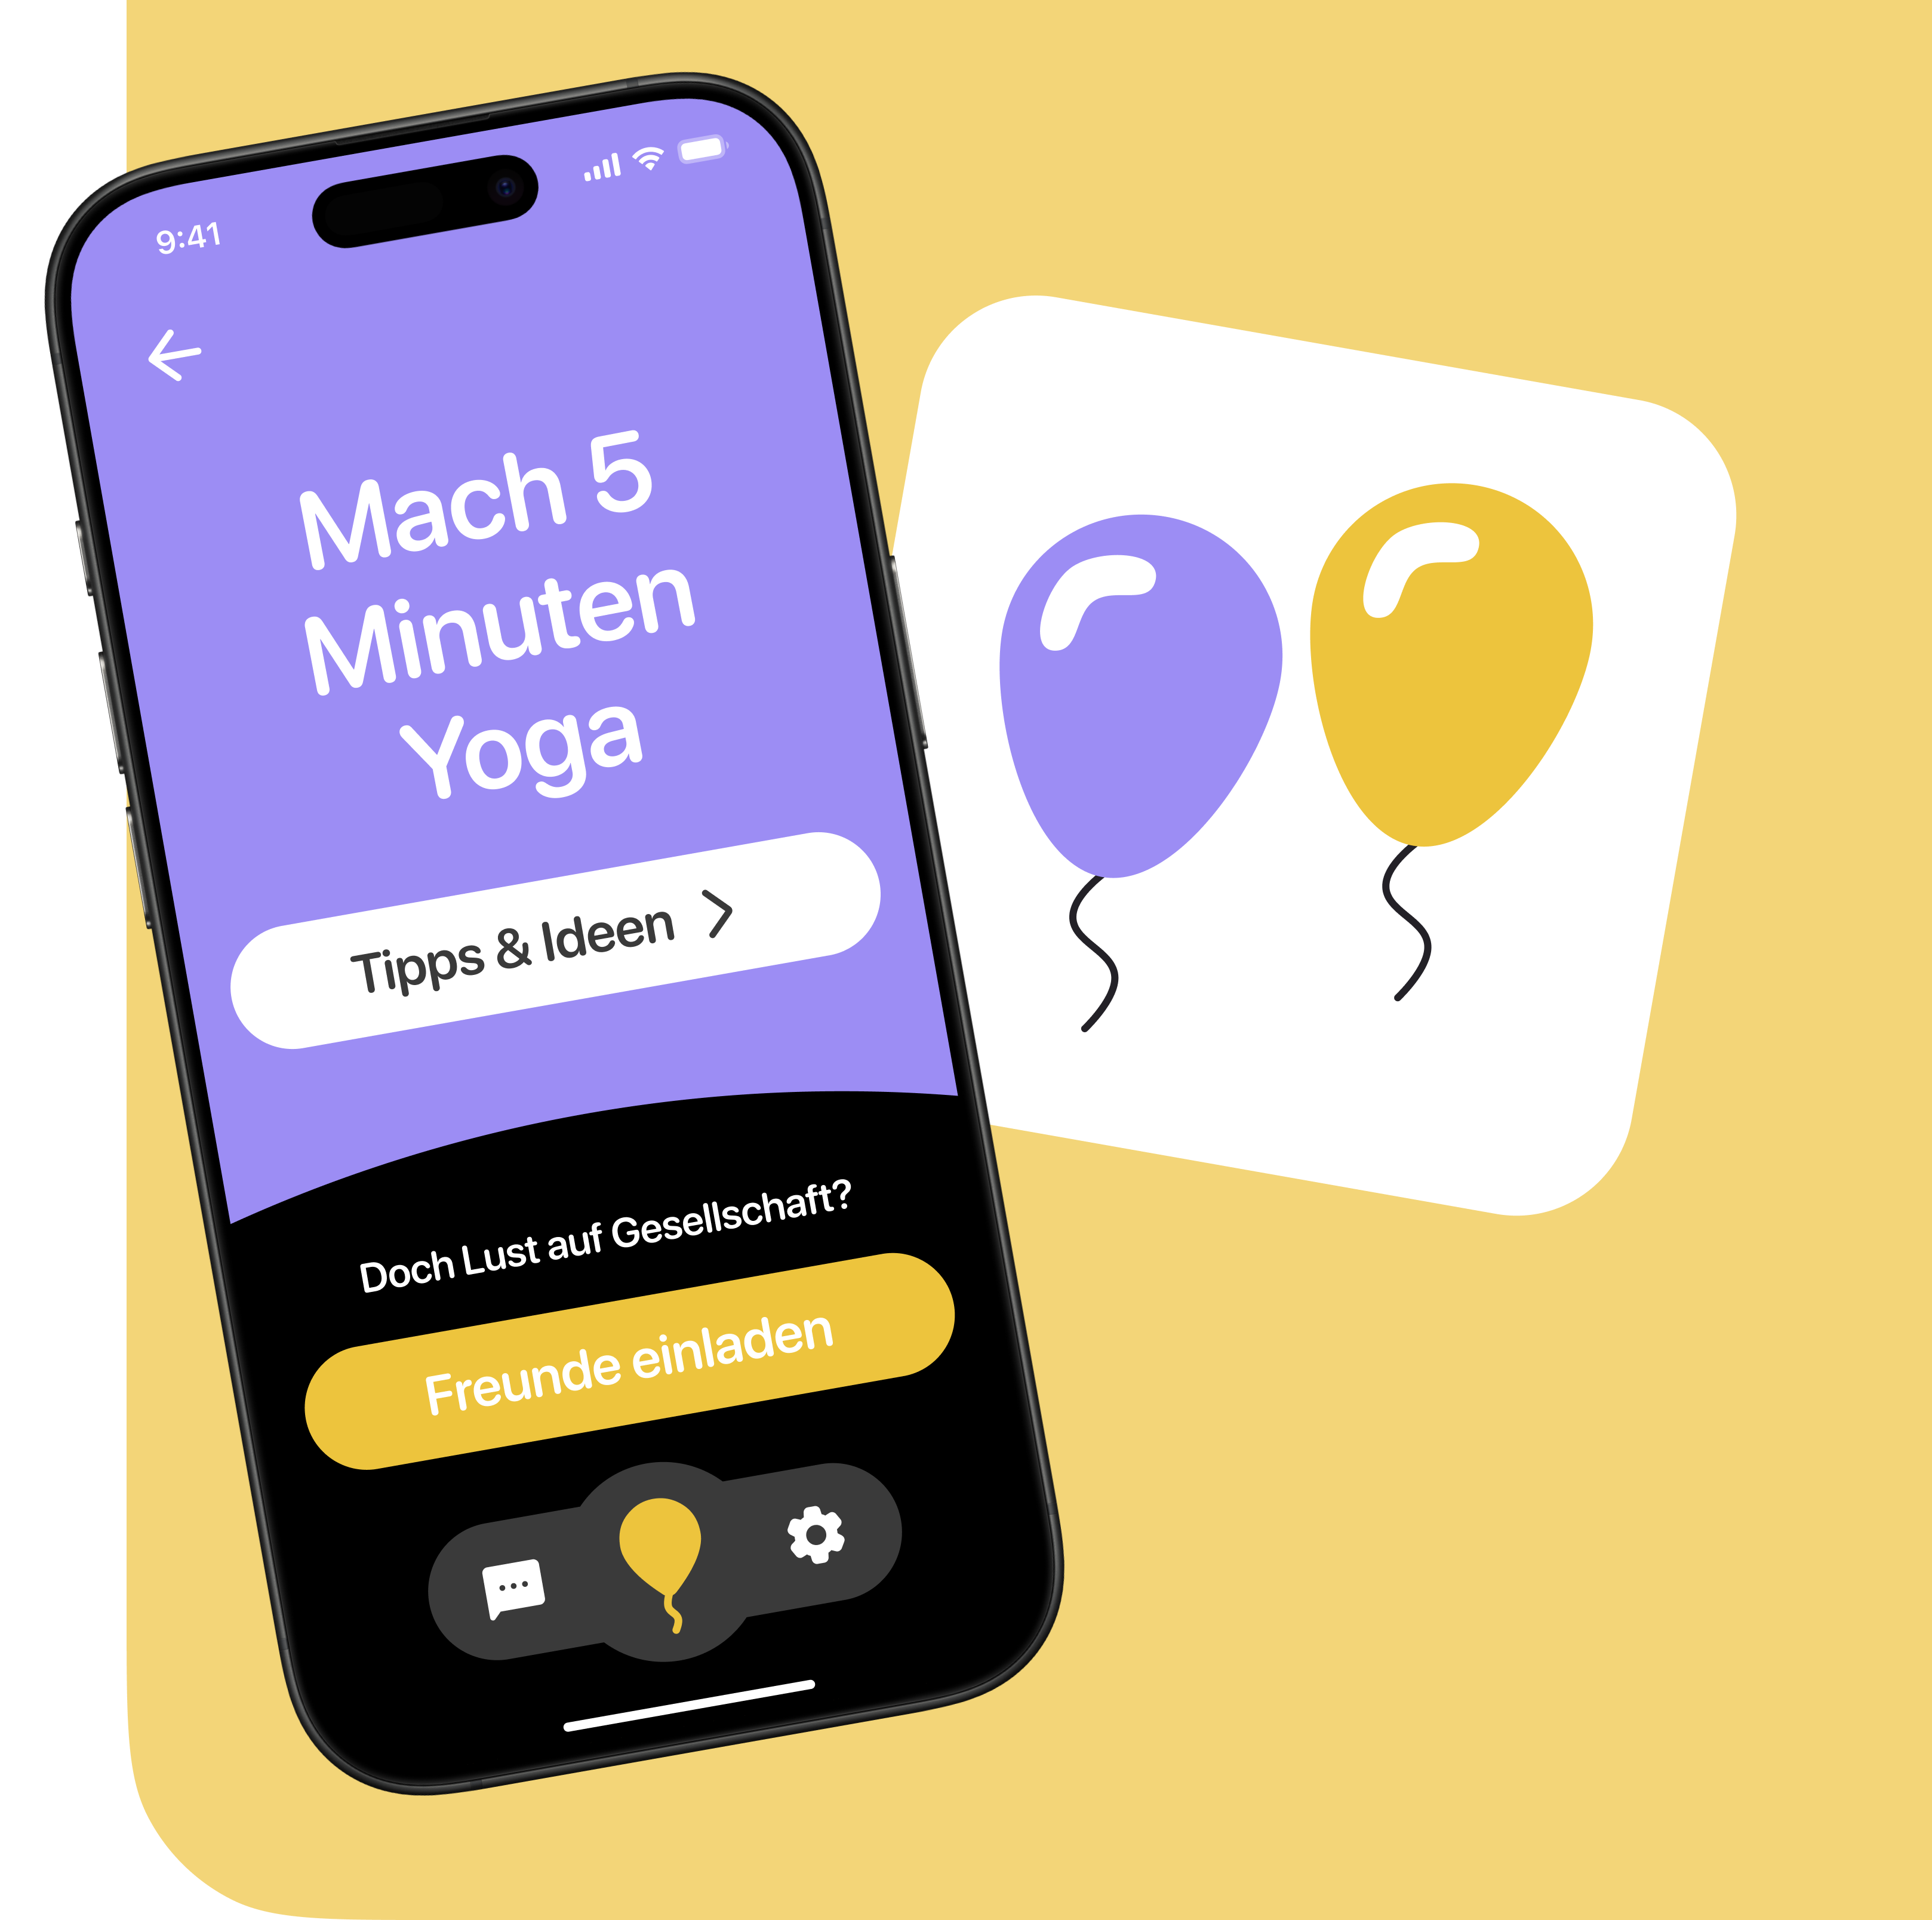 9:41
Mach 5
Minuten
Yoga
Tipps & Ideen
Doch Lust auf Gesellschaft?
Freunde einladen